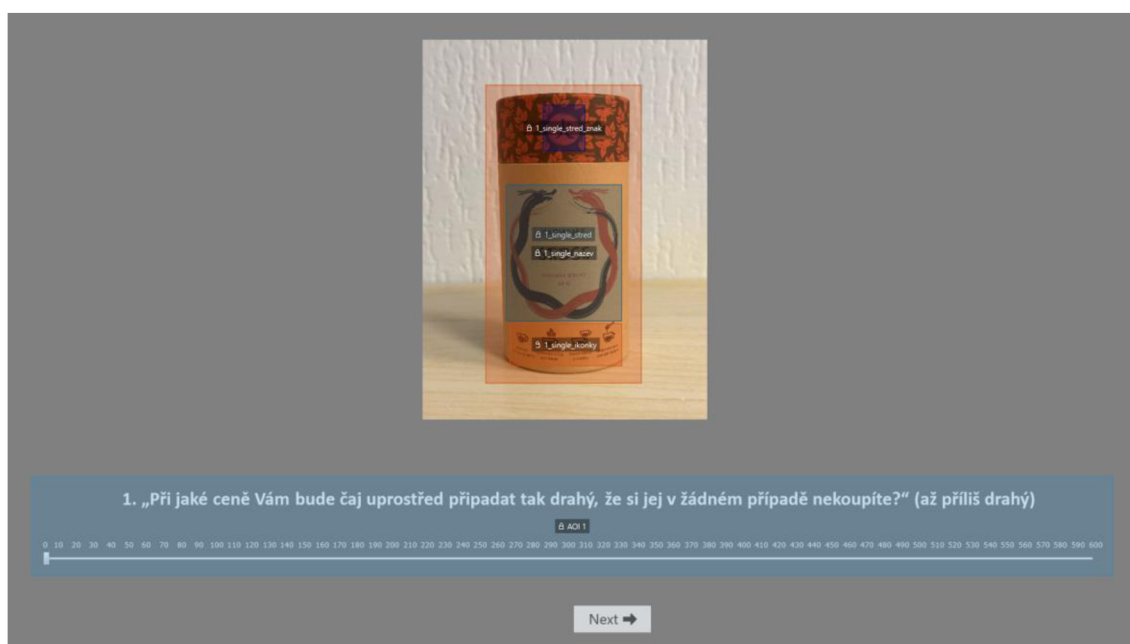 1_single_stred_znak
1_single_stred
1_single_nazev
1_single_ikonky
1. „Při jaké ceně Vám bude čaj uprostřed připadat tak drahý, že si jej v žádném případě nekoupíte?“ (až příliš drahý)
AOI 1
0 10 20 30 40 50 60 70 80 90 100 110 120 130 140 150 160 170 180 190 200 210 220 230 240 250 260 270 280 290 300 310 320 330 340 350 360 370 380 390 400 410 420 430 440 450 460 470 480 490 500 510 520 530 540 550 560 570 580 590 600
Next